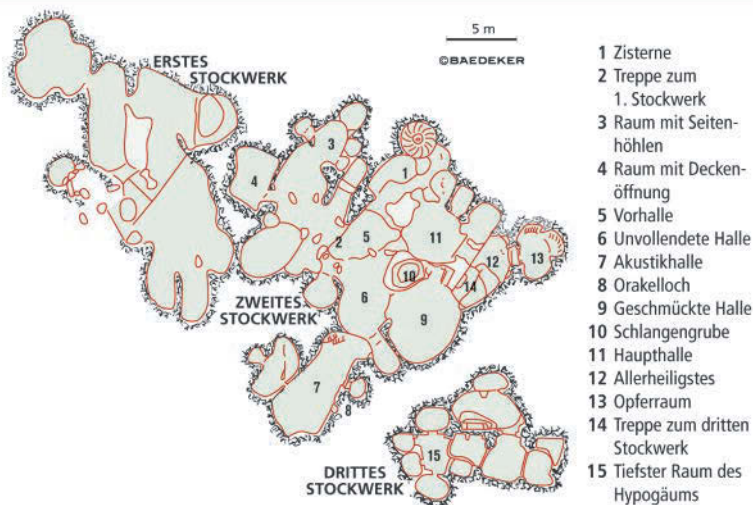 ERSTES
STOCKWERK
5 m
©BAEDEKER
3
1
4
2
5
11
12
13
10
14
6
9
ZWEITES
STOCKWERK
7
8
15
DRITTES
STOCKWERK
1 Zisterne
2 Treppe zum
1. Stockwerk
3 Raum mit Seiten-
höhlen
4 Raum mit Decken-
öffnung
5 Vorhalle
6 Unvollendete Halle
7 Akustikhalle
8 Orakelloch
9 Geschmückte Halle
10 Schlangengrube
11 Haupthalle
12 Allerheiligstes
13 Opferraum
14 Treppe zum dritten
Stockwerk
15 Tiefster Raum des
Hypogäums